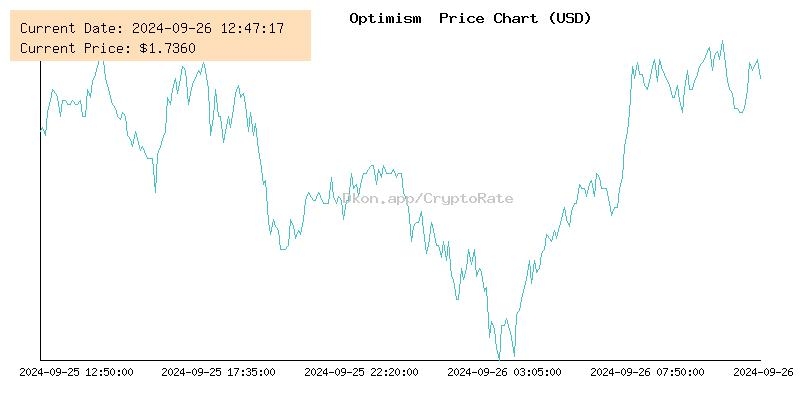 Optimism  Price Chart (USD)
Current Date: 2024-09-26 12:47:17
Current Price: $1.7360
Dkon.app/CryptoRate
2024-09-25 12:50:00 2024-09-25 17:35:00 2024-09-25 22:20:00 2024-09-26 03:05:00 2024-09-26 07:50:00 2024-09-26